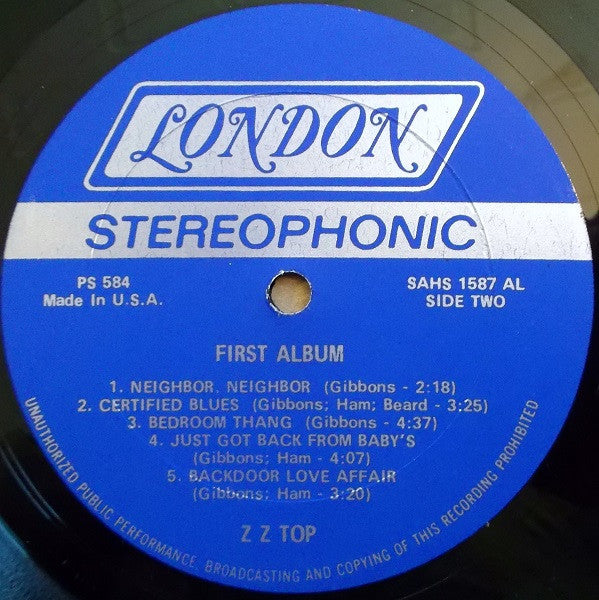 LONDON
STEREOPHONIC
PS 584
Made In U.S.A.
SAHS 1587 AL
SIDE TWO
FIRST ALBUM
1. NEIGHBOR, NEIGHBOR (Gibbons - 2:18)
2. CERTIFIED BLUES (Gibbons; Ham; Beard - 3:25)
3. BEDROOM THANG (Gibbons - 4:37)
4. JUST GOT BACK FROM BABY'S
(Gibbons; Ham - 4:07)
5. BACKDOOR LOVE AFFAIR
(Gibbons; Ham - 3:20)
Z Z TOP
UNAUTHORIZED PUBLIC PERFORMANCE, BROADCASTING AND COPYING OF THIS RECORDING PROHIBITED